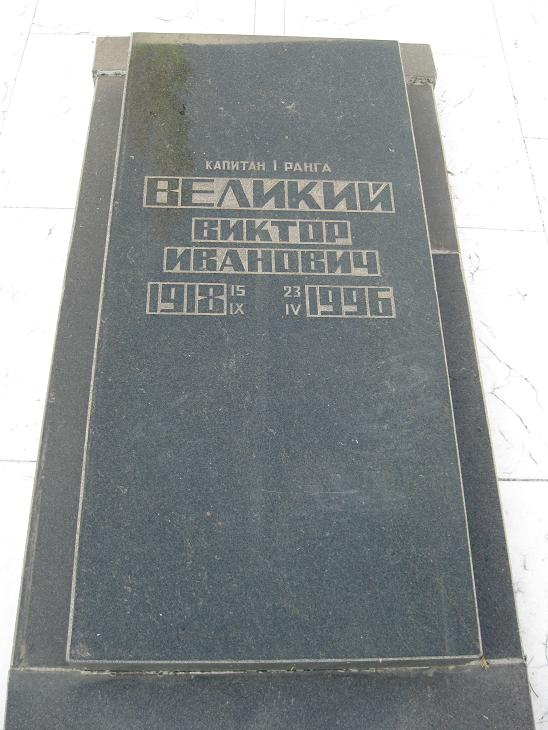 КАПИТАН I РАНГА
ВЕЛИКИЙ
ВИКТОР
ИВАНОВИЧ
1918 15 IX 23 IV 1996